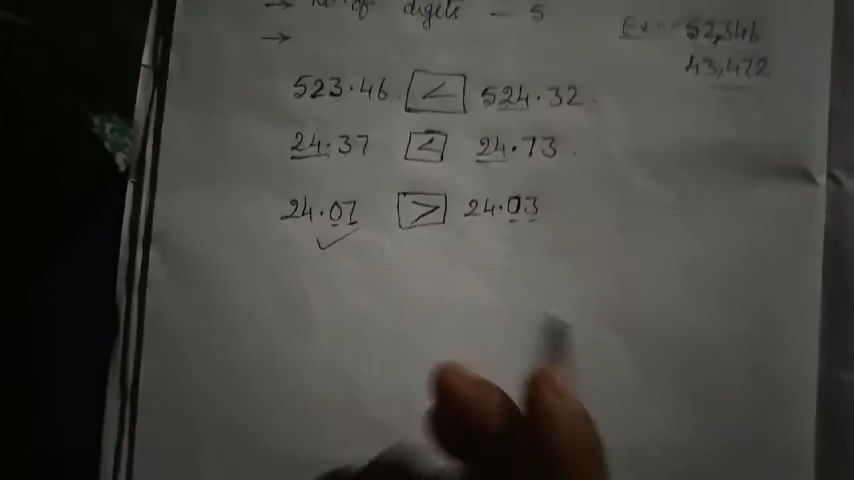 → No. of digits - 5
Ex:- 52,346
→
43,472
523.46 < 524.32
24.37 < 24.73
24.07 > 24.03